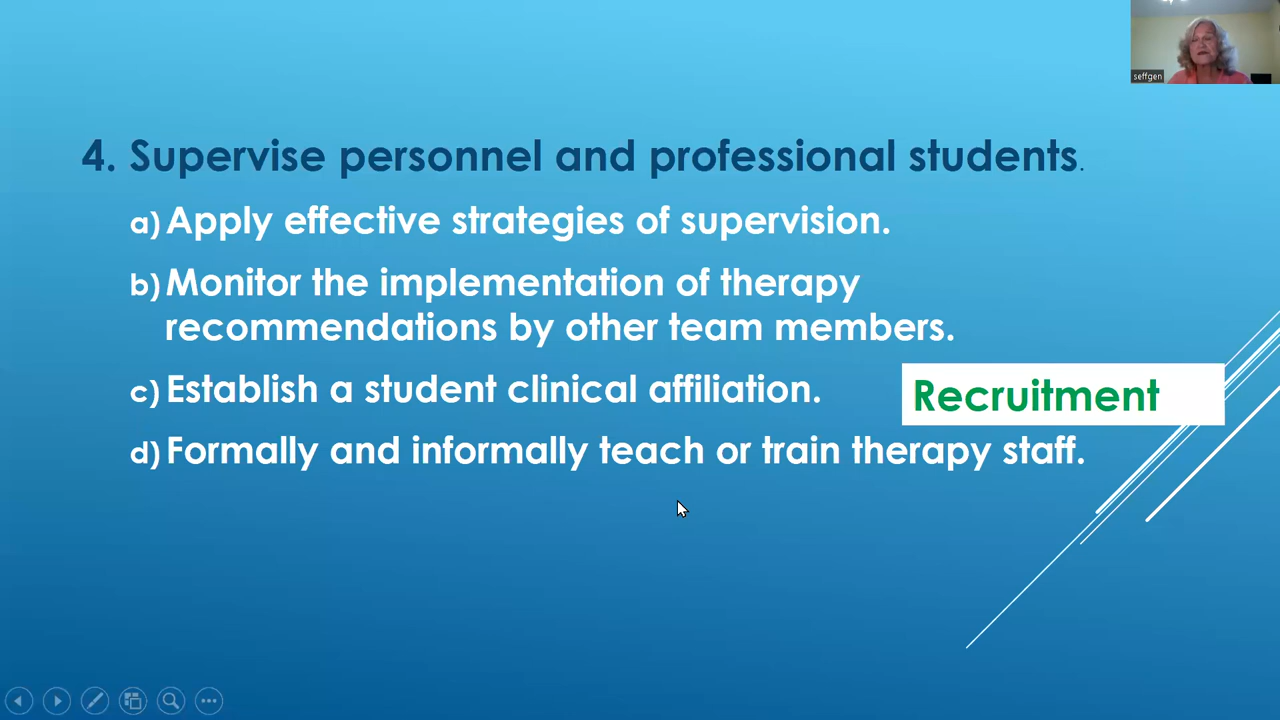 seffgen
4. Supervise personnel and professional students.
a) Apply effective strategies of supervision.
b) Monitor the implementation of therapy
recommendations by other team members.
c) Establish a student clinical affiliation.
Recruitment
d) Formally and informally teach or train therapy staff.